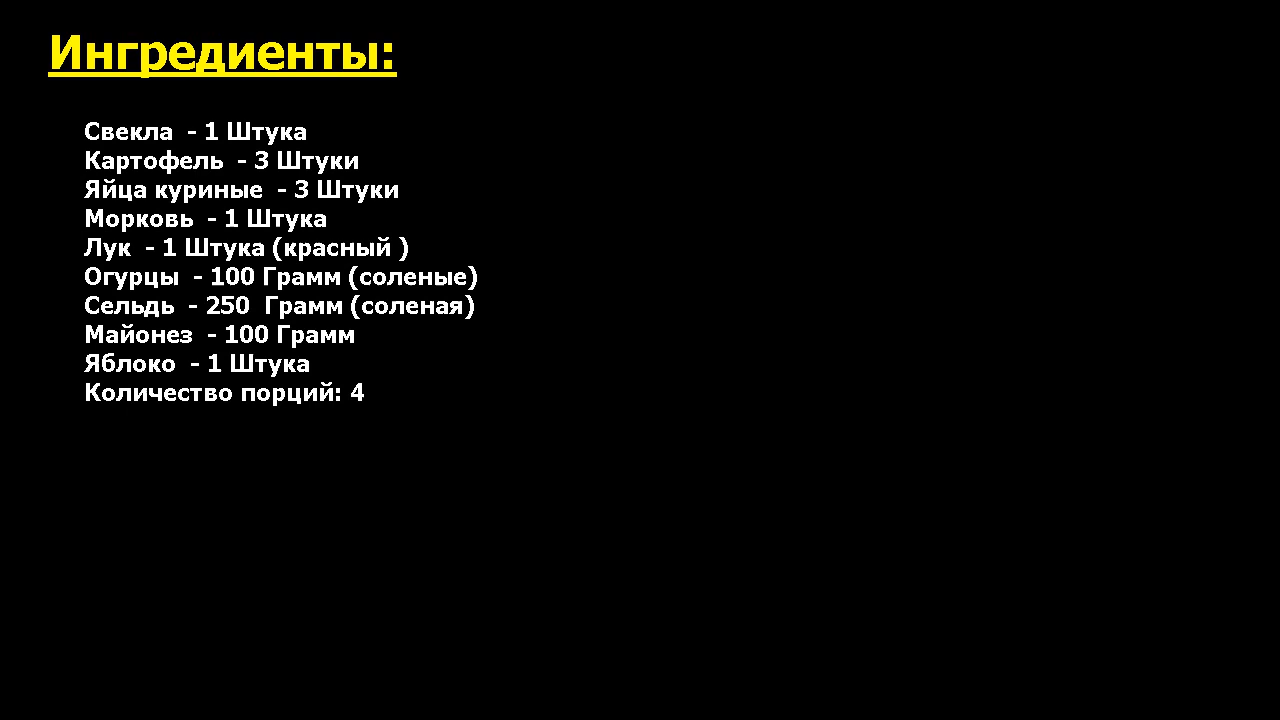 Ингредиенты:
Свекла  - 1 Штука
Картофель  - 3 Штуки
Яйца куриные  - 3 Штуки
Морковь  - 1 Штука
Лук  - 1 Штука (красный )
Огурцы  - 100 Грамм (соленые)
Сельдь  - 250  Грамм (соленая)
Майонез  - 100 Грамм
Яблоко  - 1 Штука
Количество порций: 4